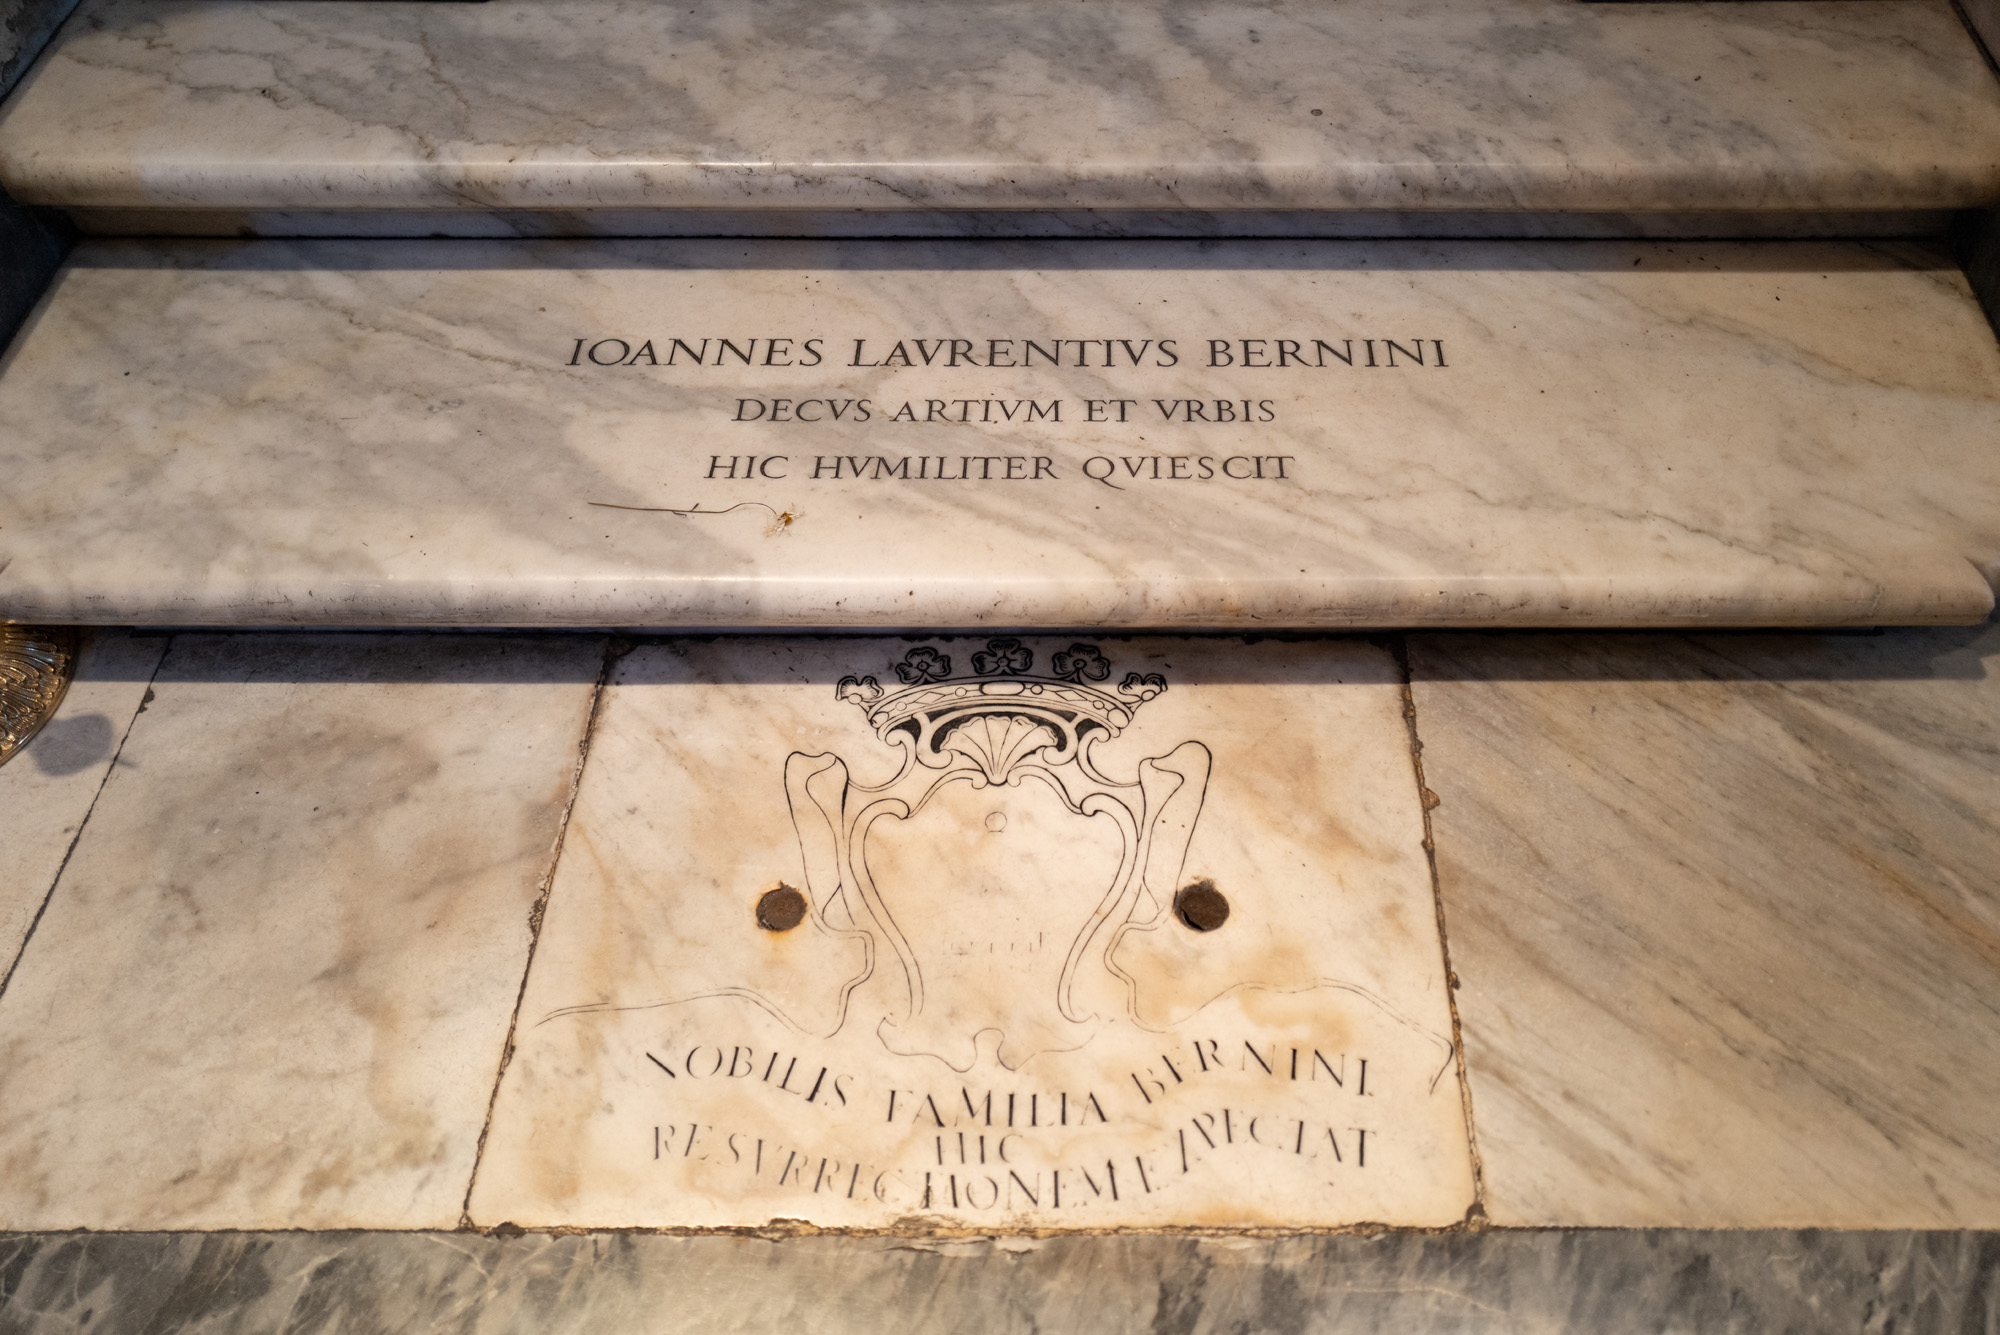 IOANNES LAVRENTIVS BERNINI
DECVS ARTIVM ET VRBIS
HIC HVMILITER QVIESCIT
NOBILIS FAMILIA BERNINI
HIC
RESVRRECTIONEM EXPECTAT